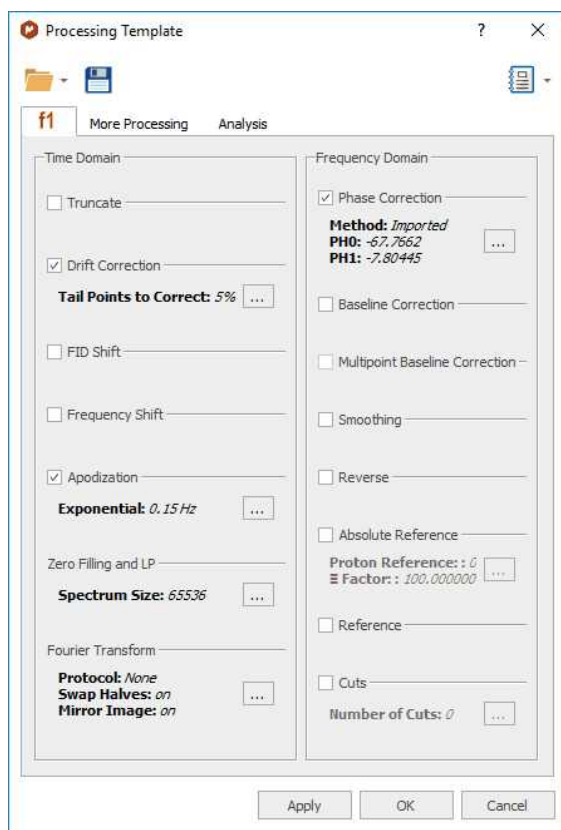 Processing Template
?
f1
More Processing
Analysis
Time Domain
Truncate
Drift Correction
Tail Points to Correct: 5%
...
FID Shift
Frequency Shift
Apodization
Exponential: 0.15 Hz
...
Zero Filling and LP
Spectrum Size: 65536
...
Fourier Transform
Protocol: None
Swap Halves: on
Mirror Image: on
...
Frequency Domain
Phase Correction
Method: Imported
PH0: -67.7662
PH1: -7.80445
...
Baseline Correction
Multipoint Baseline Correction
Smoothing
Reverse
Absolute Reference
Proton Reference: : 0
Ξ Factor: : 100.000000
...
Reference
Cuts
Number of Cuts: 0
...
Apply
OK
Cancel